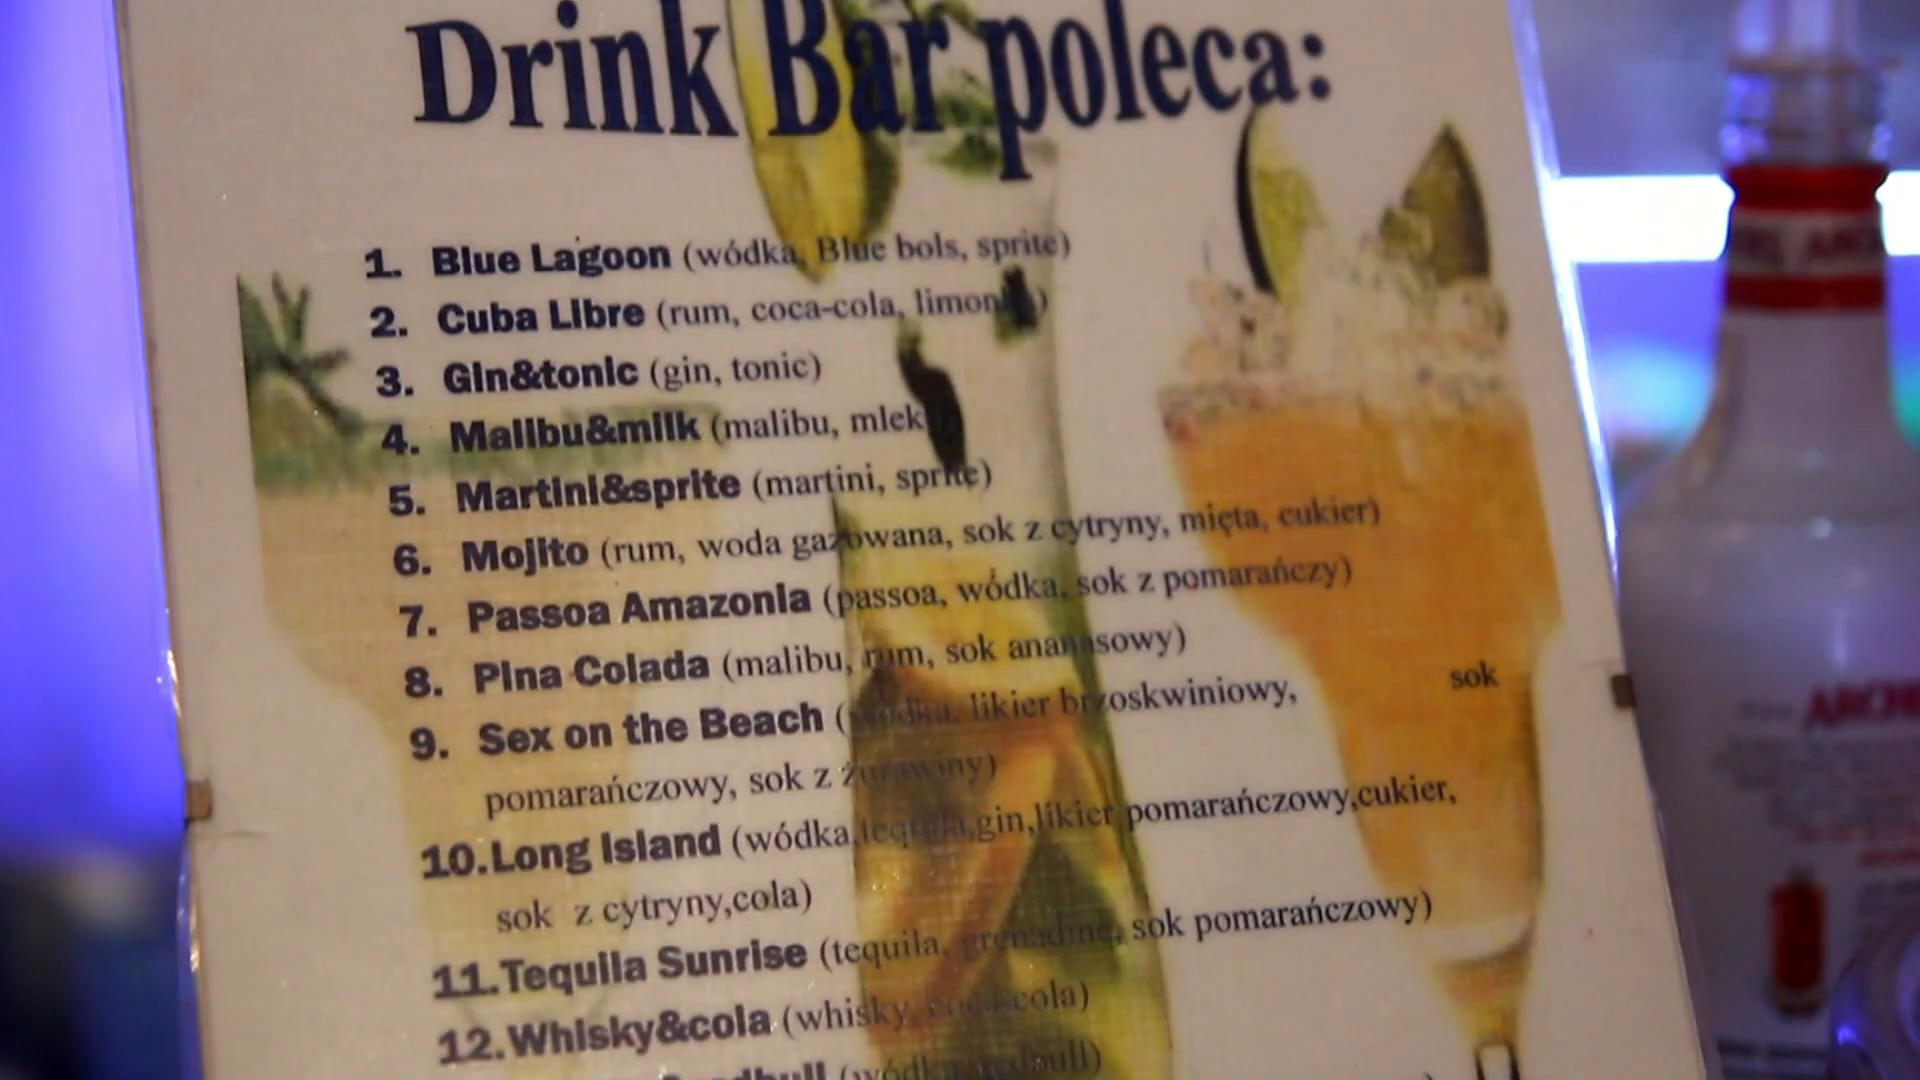 Drink Bar poleca:
1. Blue Lagoon (wódka, Blue bols, sprite)
2. Cuba Libre (rum, coca-cola, limonka)
3. Gin&tonic (gin, tonic)
4. Malibu&milk (malibu, mleko)
5. Martini&sprite (martini, sprite)
6. Mojito (rum, woda gazowana, sok z cytryny, mięta, cukier)
7. Passoa Amazonia (passoa, wódka, sok z pomarańczy)
8. Pina Colada (malibu, rum, sok ananasowy)
9. Sex on the Beach (wódka, likier brzoskwiniowy, sok
pomarańczowy, sok z żurawiny)
10.Long Island (wódka,tequila,gin,likier pomarańczowy,cukier,
sok z cytryny,cola)
11.Tequila Sunrise (tequila, grenadine, sok pomarańczowy)
12.Whisky&cola (whisky, coca-cola)
(wódka, redbull)